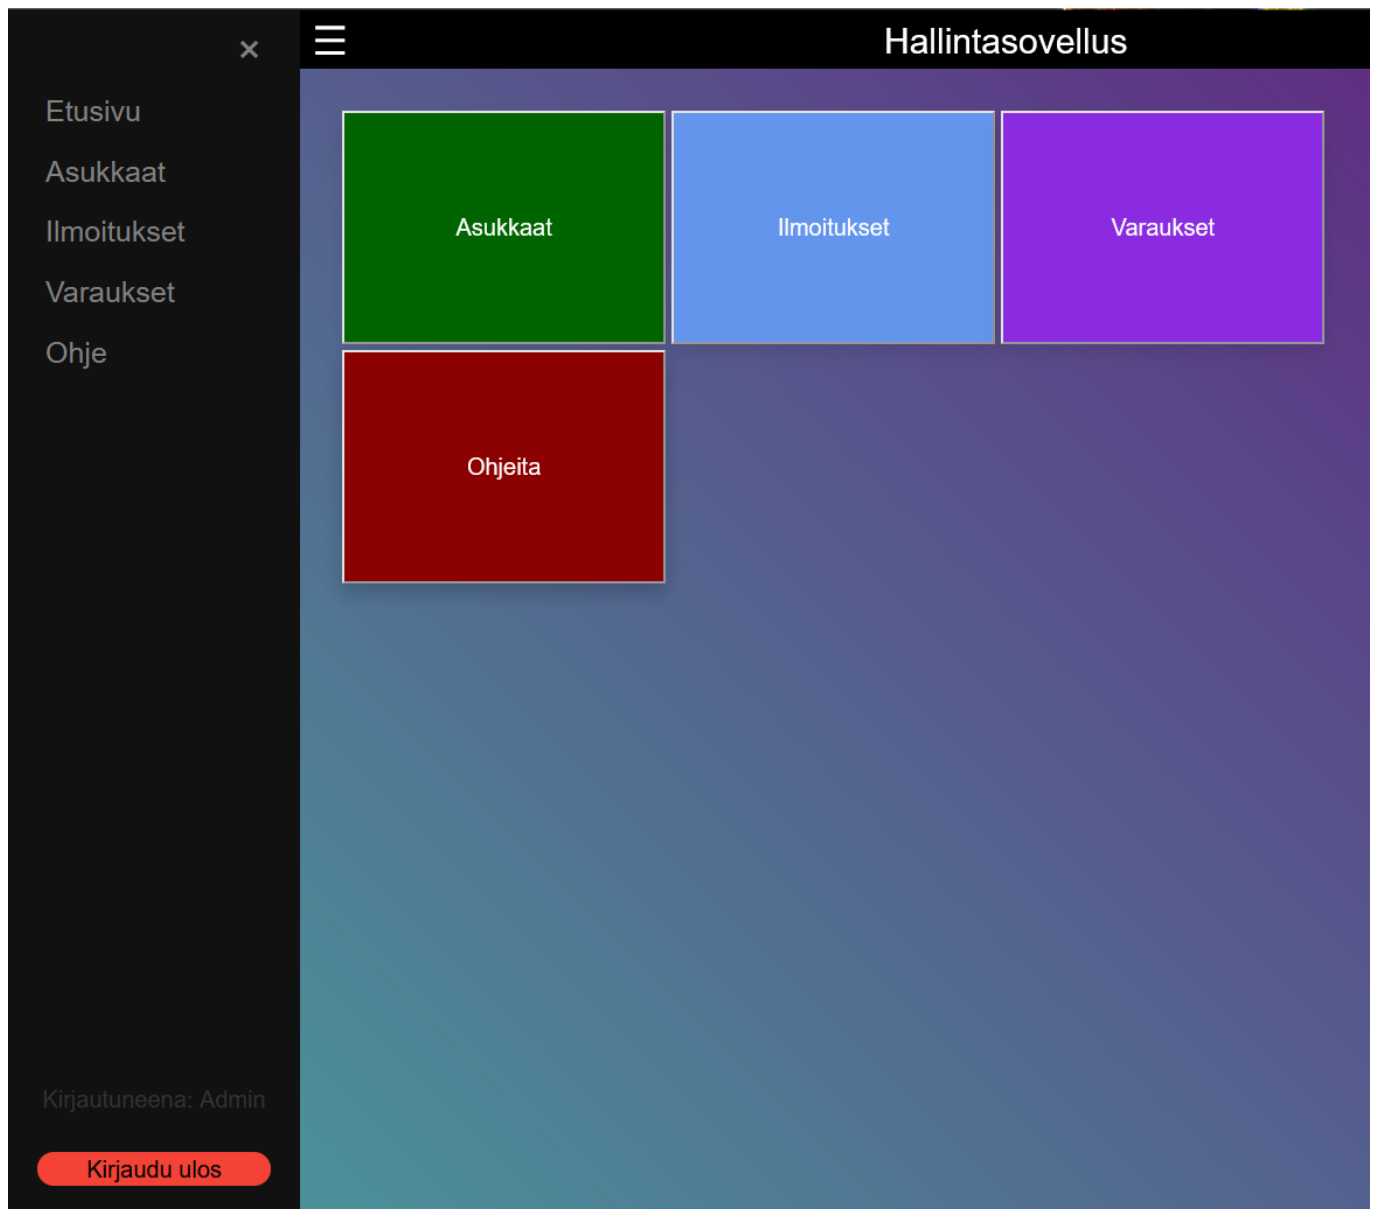 ×
☰ Hallintasovellus
Etusivu
Asukkaat
Ilmoitukset
Varaukset
Ohje
Asukkaat
Ilmoitukset
Varaukset
Ohjeita
Kirjautuneena: Admin
Kirjaudu ulos